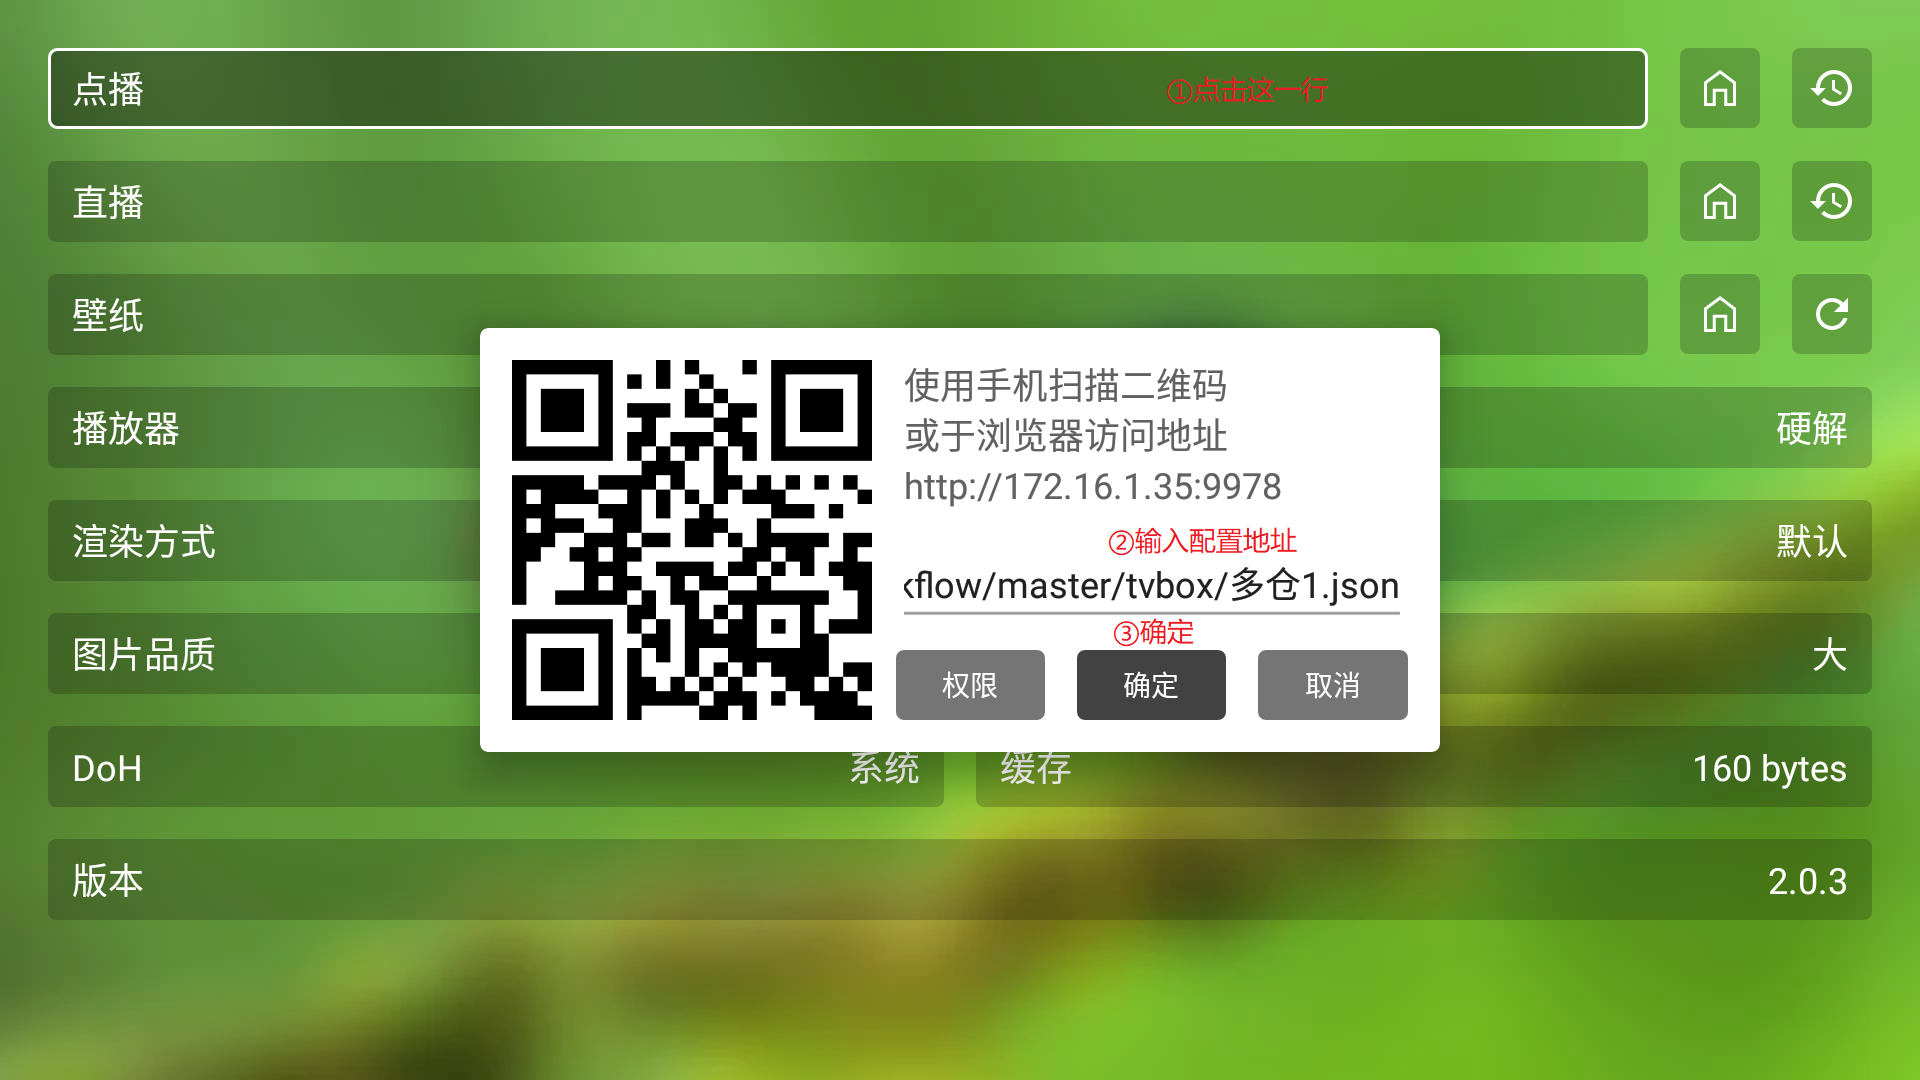 点播
①点击这一行
直播
壁纸
播放器
硬解
渲染方式
默认
图片品质
大
DoH
系统
缓存
160 bytes
版本
2.0.3
使用手机扫描二维码
或于浏览器访问地址
http://172.16.1.35:9978
②输入配置地址
flow/master/tvbox/多仓1.json
③确定
权限
确定
取消